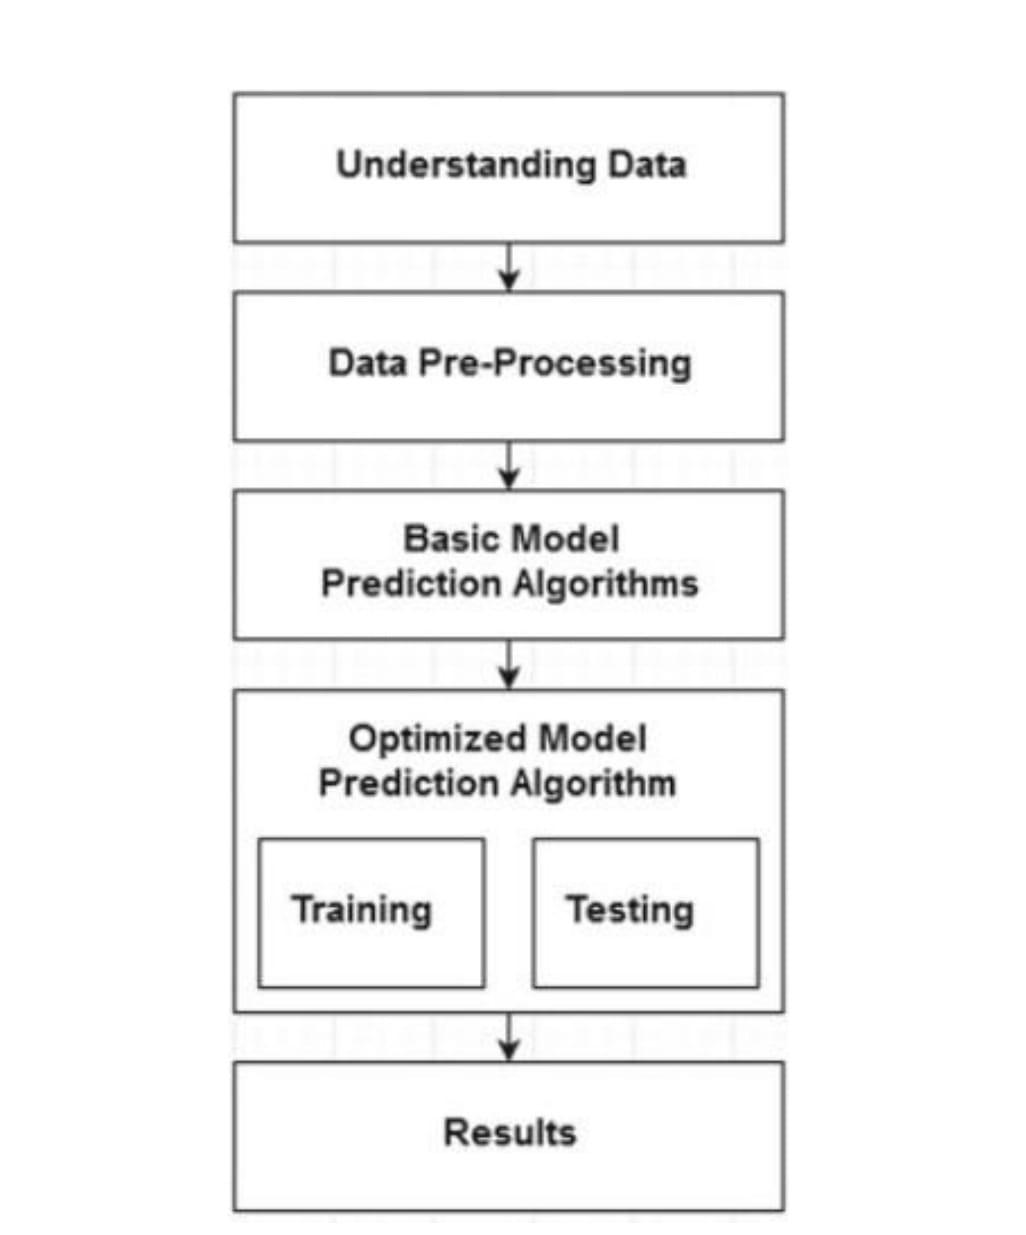 Understanding Data
Data Pre-Processing
Basic Model
Prediction Algorithms
Optimized Model
Prediction Algorithm
Training
Testing
Results